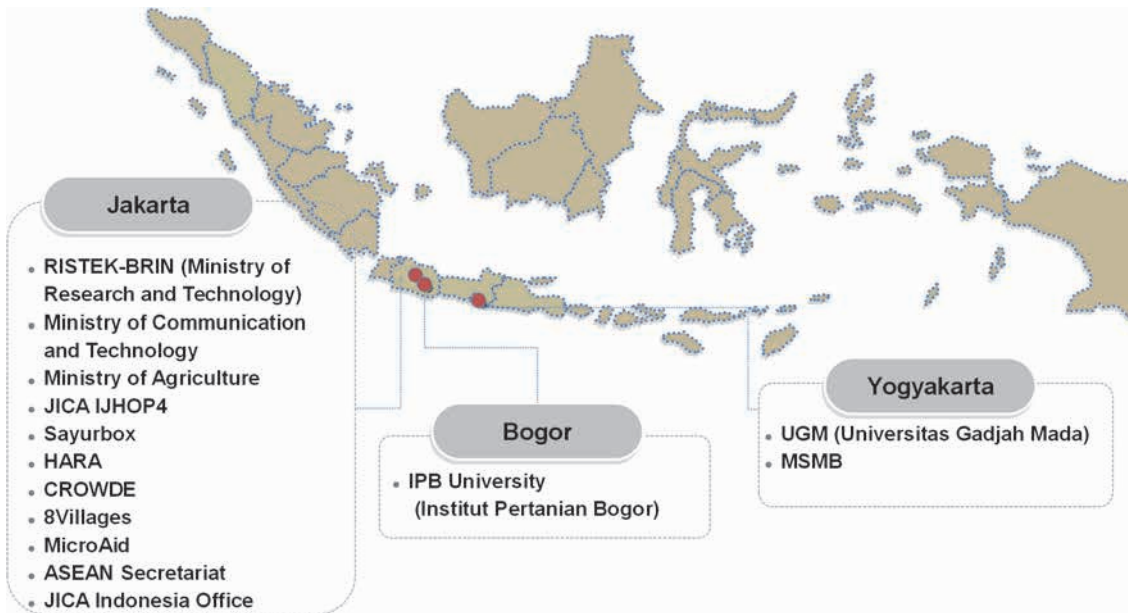 Jakarta
• RISTEK-BRIN (Ministry of
Research and Technology)
• Ministry of Communication
and Technology
• Ministry of Agriculture
• JICA IJHOP4
• Sayurbox
• HARA
• CROWDE
• 8Villages
• MicroAid
• ASEAN Secretariat
• JICA Indonesia Office
Bogor
• IPB University
(Institut Pertanian Bogor)
Yogyakarta
• UGM (Universitas Gadjah Mada)
• MSMB